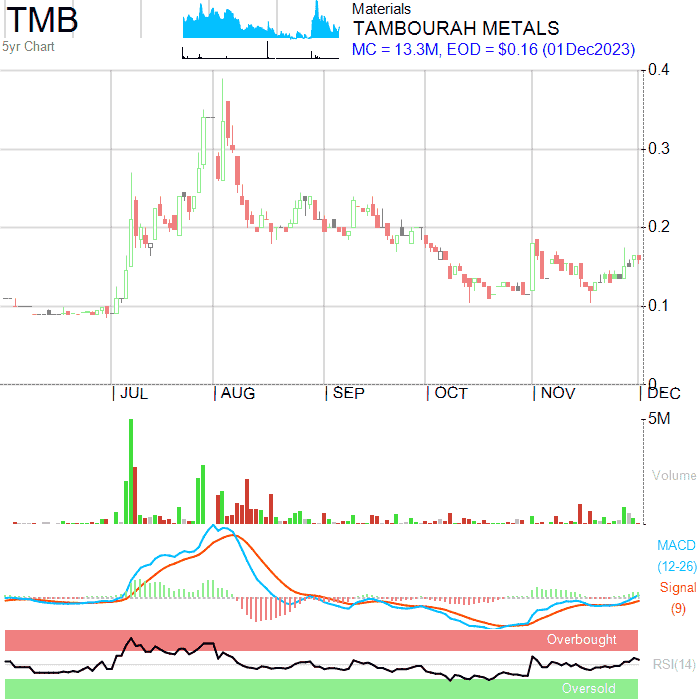 TMB
5yr Chart
Materials
TAMBOURAH METALS
MC = 13.3M, EOD = $0.16 (01Dec2023)
0.4
0.3
0.2
0.1
0
JUL AUG SEP OCT NOV DEC
5M
Volume
MACD
(12-26)
Signal
(9)
Overbought
RSI(14)
Oversold